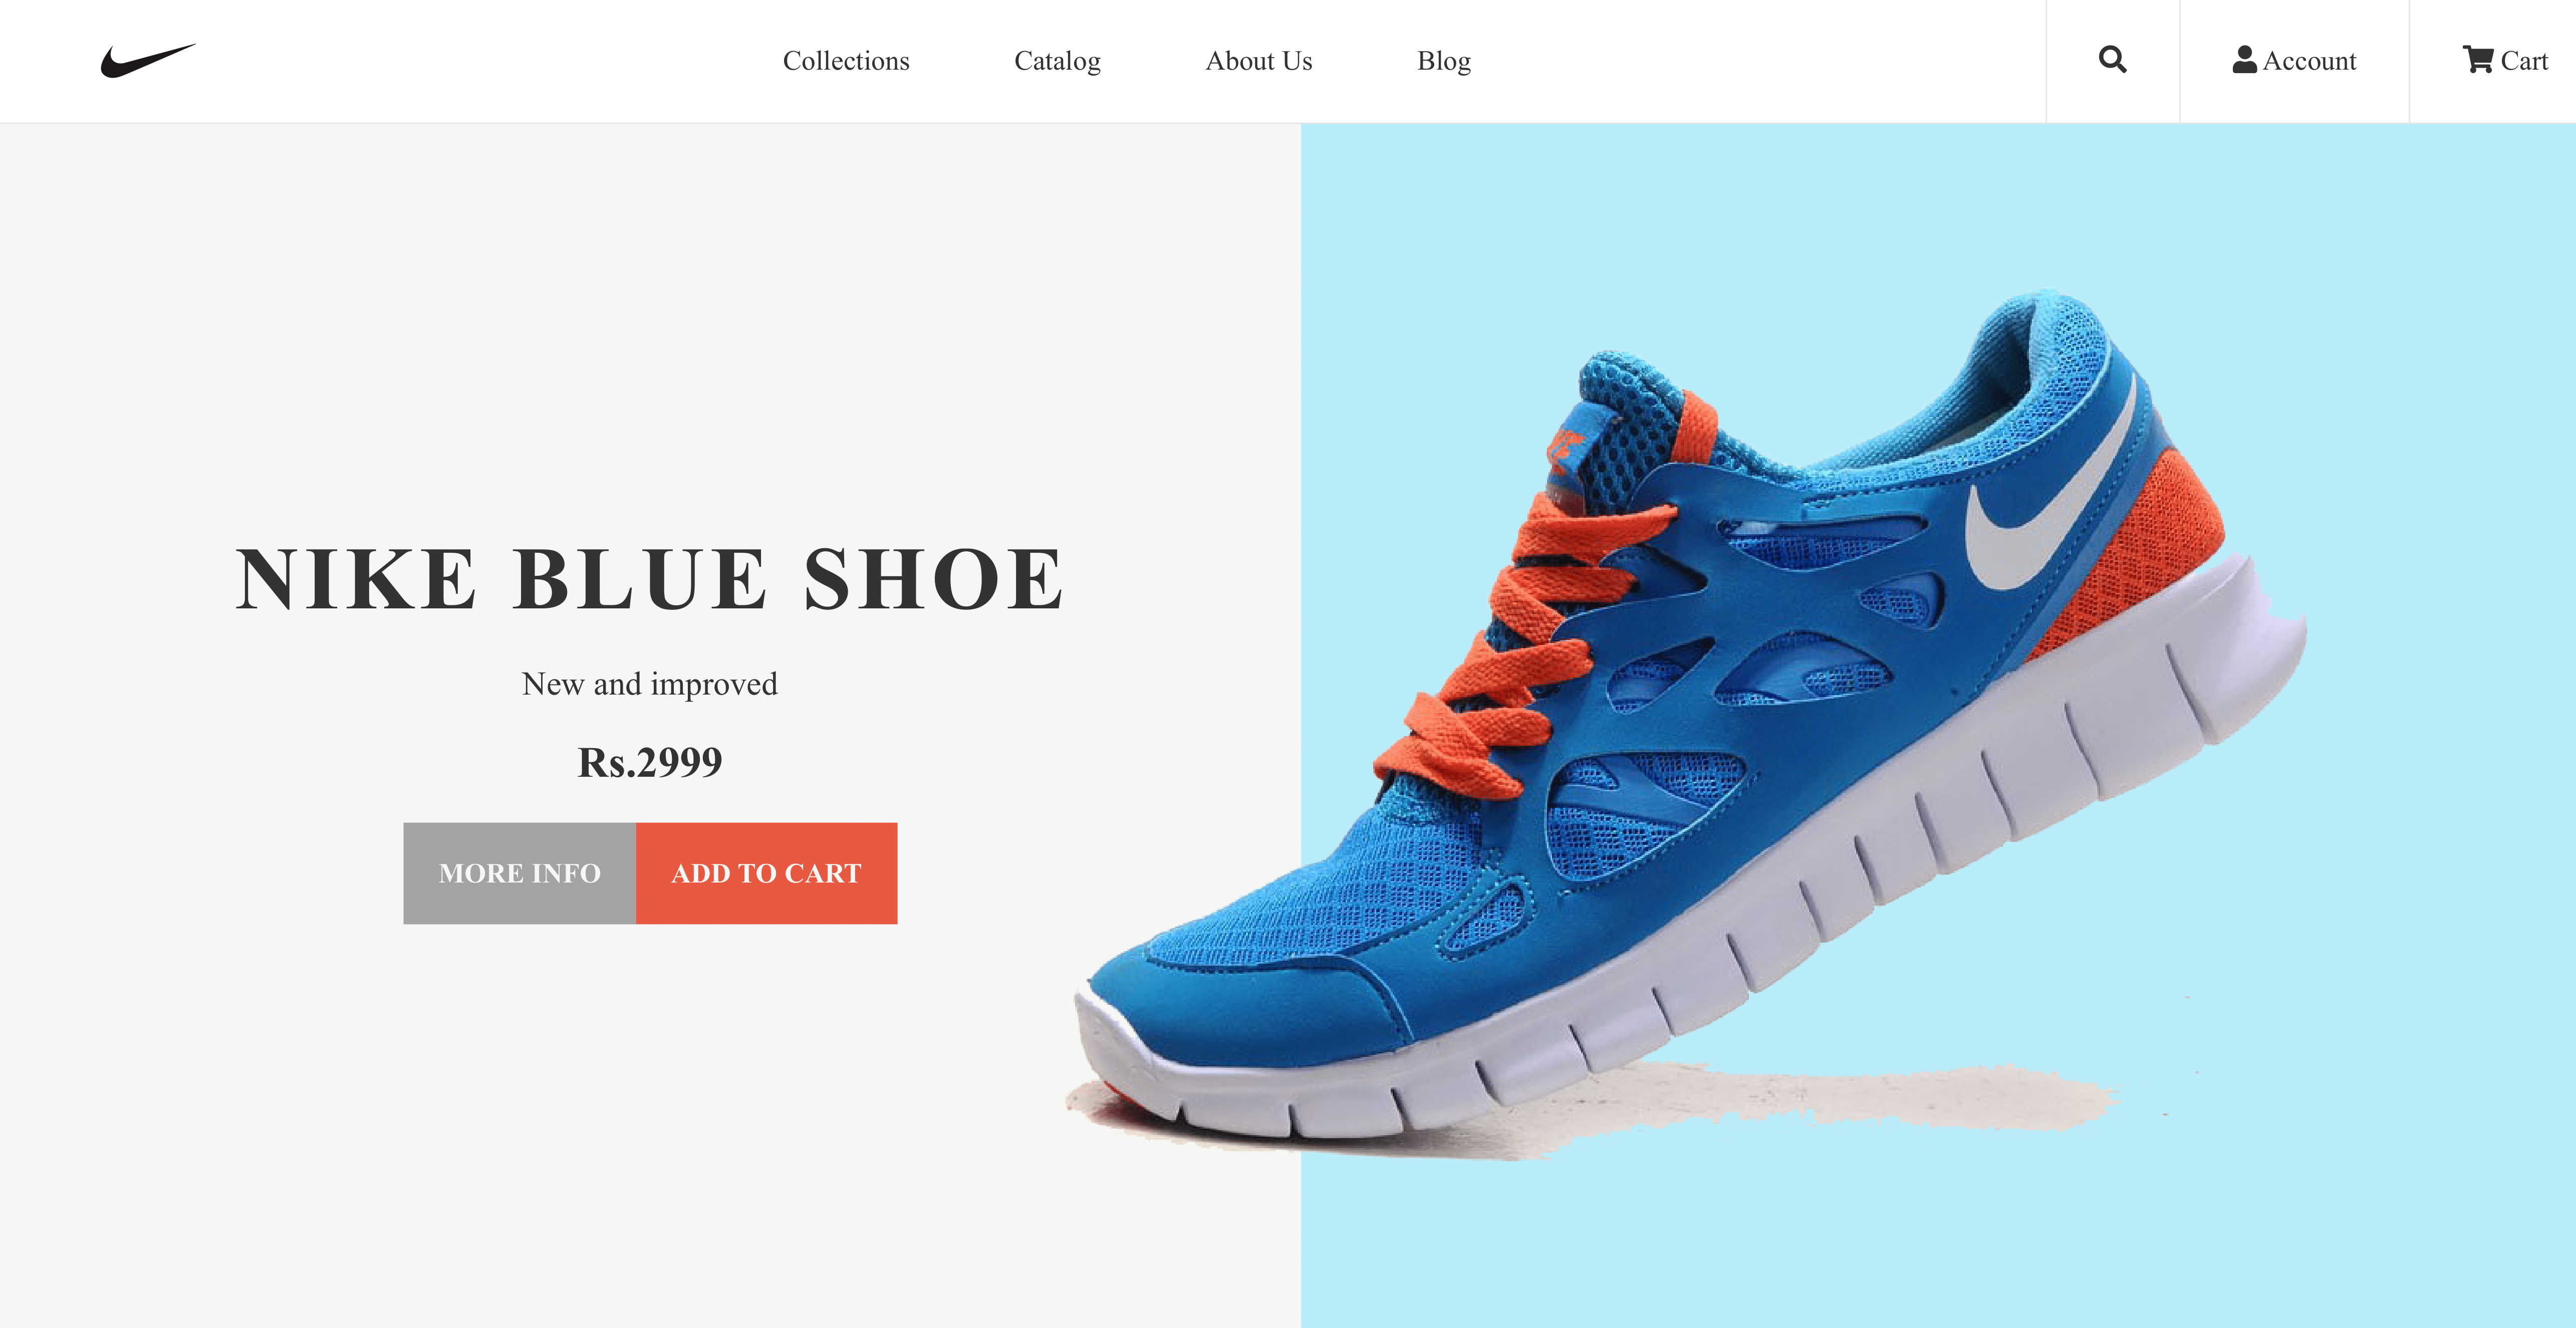 Collections Catalog About Us Blog Account Cart
NIKE BLUE SHOE
New and improved
Rs.2999
MORE INFO ADD TO CART